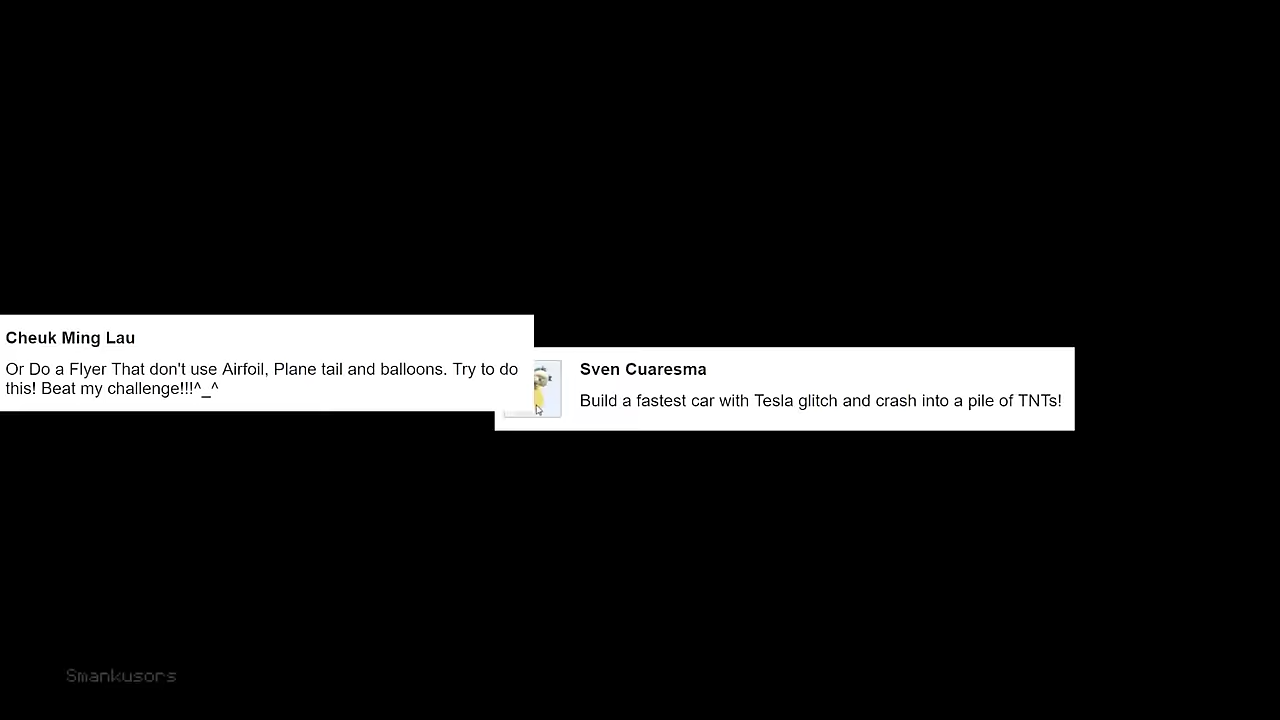 Cheuk Ming Lau
Or Do a Flyer That don't use Airfoil, Plane tail and balloons. Try to do
this! Beat my challenge!!!^_^
Sven Cuaresma
Build a fastest car with Tesla glitch and crash into a pile of TNTs!
Smankusors